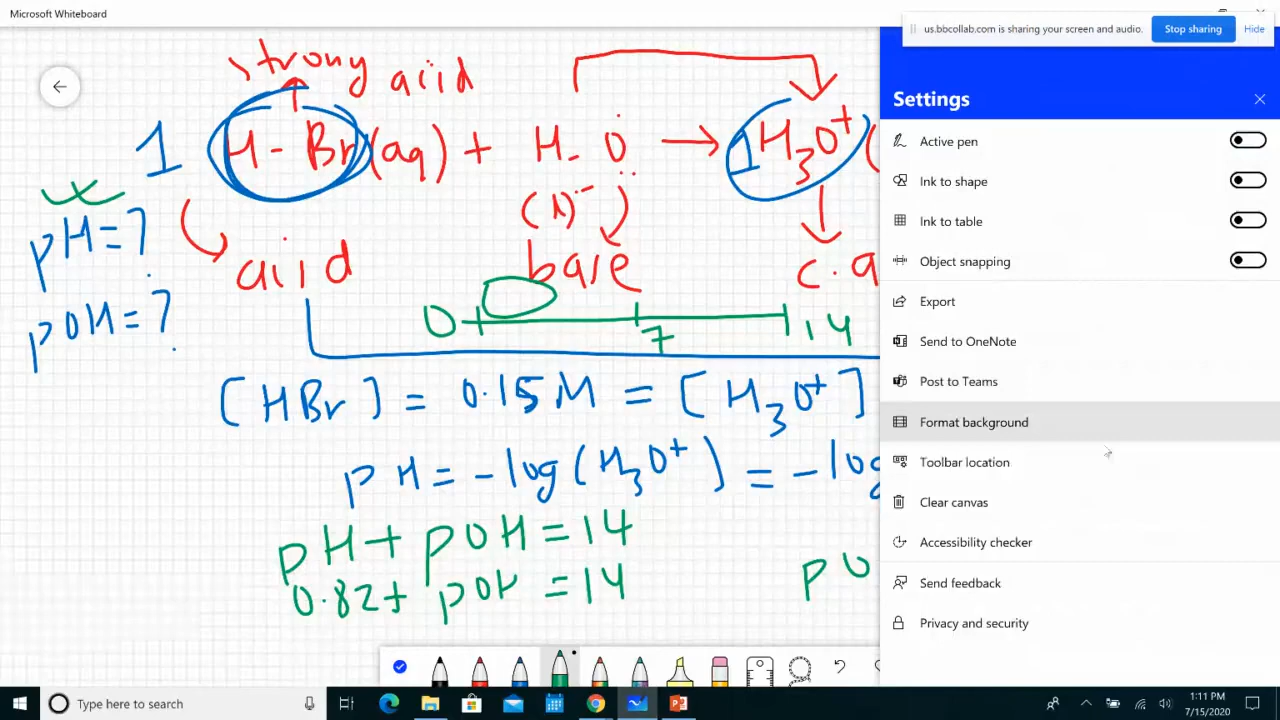 Microsoft Whiteboard
us.bbcollab.com is sharing your screen and audio.
Stop sharing
Hide
Settings
Active pen
Ink to shape
Ink to table
Object snapping
Export
Send to OneNote
Post to Teams
Format background
Toolbar location
Clear canvas
Accessibility checker
Send feedback
Privacy and security
strong acid
1 H - Br (aq) + H - O → 1 H3O+ (
pH = ?
acid
base
c. a
pOH = ?
0 7 14
[HBr] = 0.15M = [H3O+]
pH = -log(H3O+) = -log
pH + pOH = 14
0.82 + pOH = 14
pO
Type here to search
1:11 PM
7/15/2020